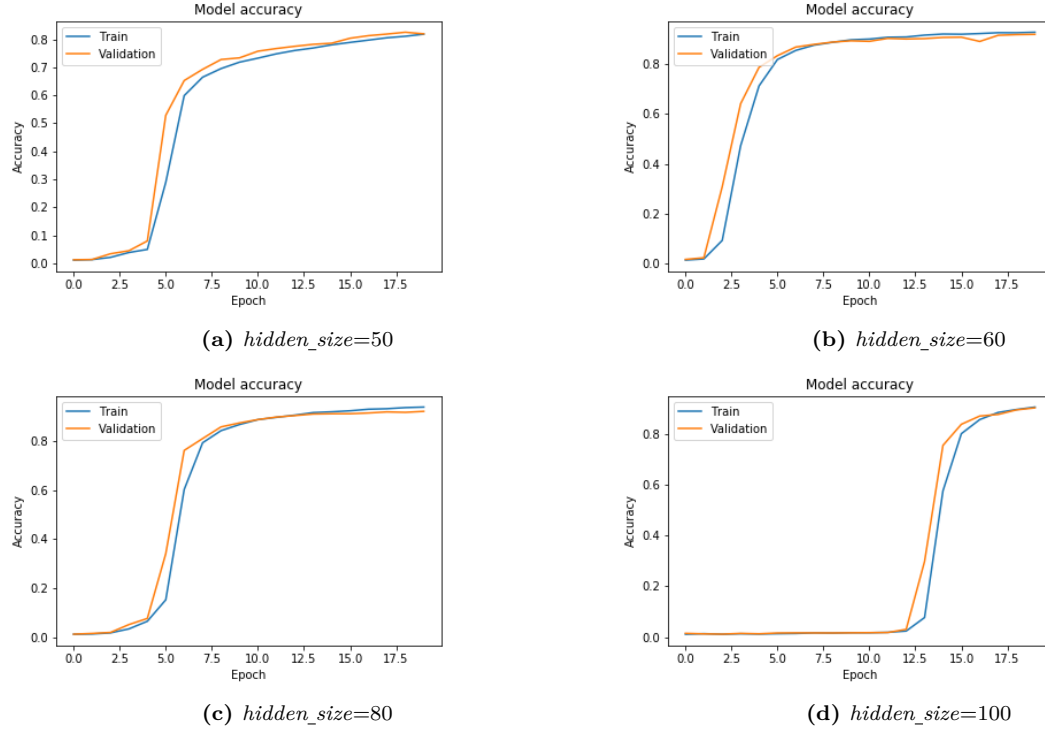 Model accuracy
Train
Validation
0.8
0.7
0.6
0.5
0.4
0.3
0.2
0.1
0.0
Accuracy
0.0 2.5 5.0 7.5 10.0 12.5 15.0 17.5
Epoch
(a) hidden_size=50
Model accuracy
Train
Validation
0.8
0.6
0.4
0.2
0.0
Accuracy
0.0 2.5 5.0 7.5 10.0 12.5 15.0 17.5
Epoch
(b) hidden_size=60
Model accuracy
Train
Validation
0.8
0.6
0.4
0.2
0.0
Accuracy
0.0 2.5 5.0 7.5 10.0 12.5 15.0 17.5
Epoch
(c) hidden_size=80
Model accuracy
Train
Validation
0.8
0.6
0.4
0.2
0.0
Accuracy
0.0 2.5 5.0 7.5 10.0 12.5 15.0 17.5
Epoch
(d) hidden_size=100